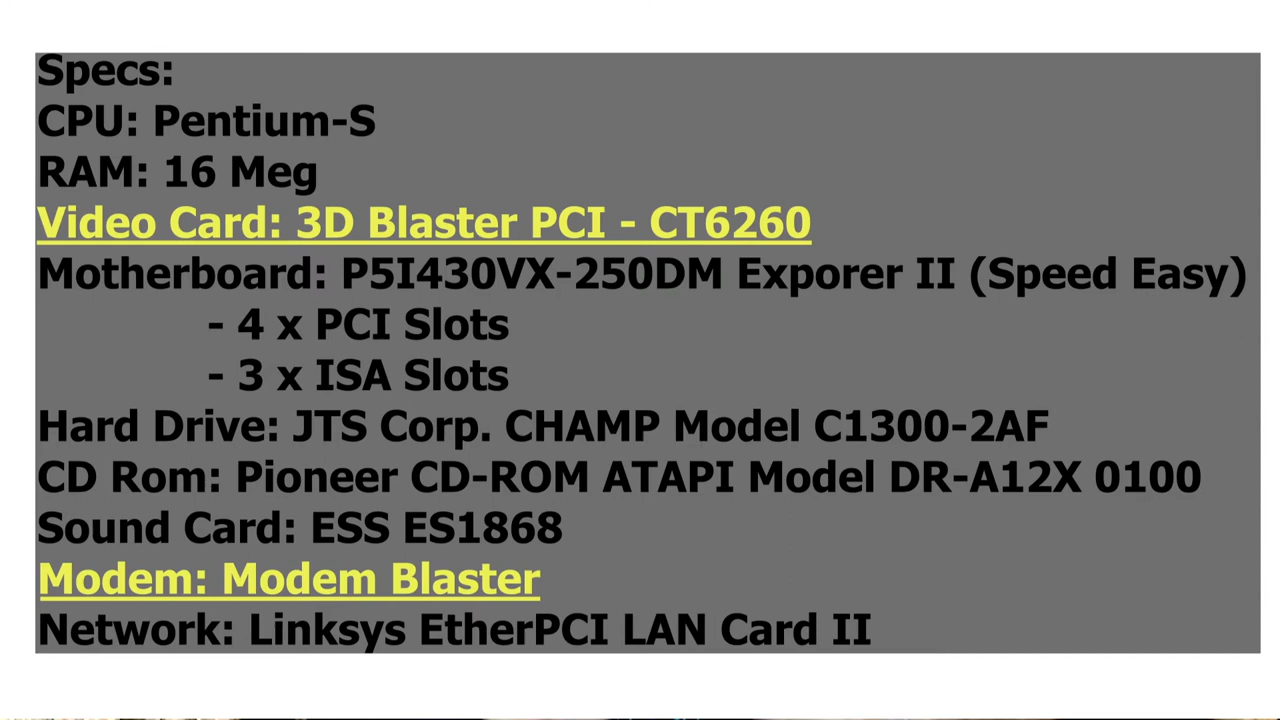 Specs:
CPU: Pentium-S
RAM: 16 Meg
Video Card: 3D Blaster PCI - CT6260
Motherboard: P5I430VX-250DM Exporer II (Speed Easy)
- 4 x PCI Slots
- 3 x ISA Slots
Hard Drive: JTS Corp. CHAMP Model C1300-2AF
CD Rom: Pioneer CD-ROM ATAPI Model DR-A12X 0100
Sound Card: ESS ES1868
Modem: Modem Blaster
Network: Linksys EtherPCI LAN Card II